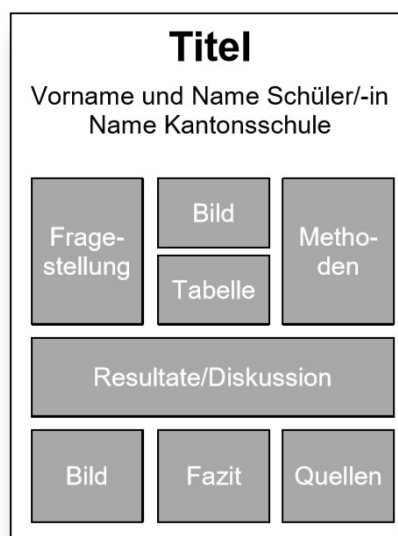 Titel
Vorname und Name Schüler/-in
Name Kantonsschule
Frage-
stellung
Bild
Tabelle
Metho-
den
Resultate/Diskussion
Bild
Fazit
Quellen